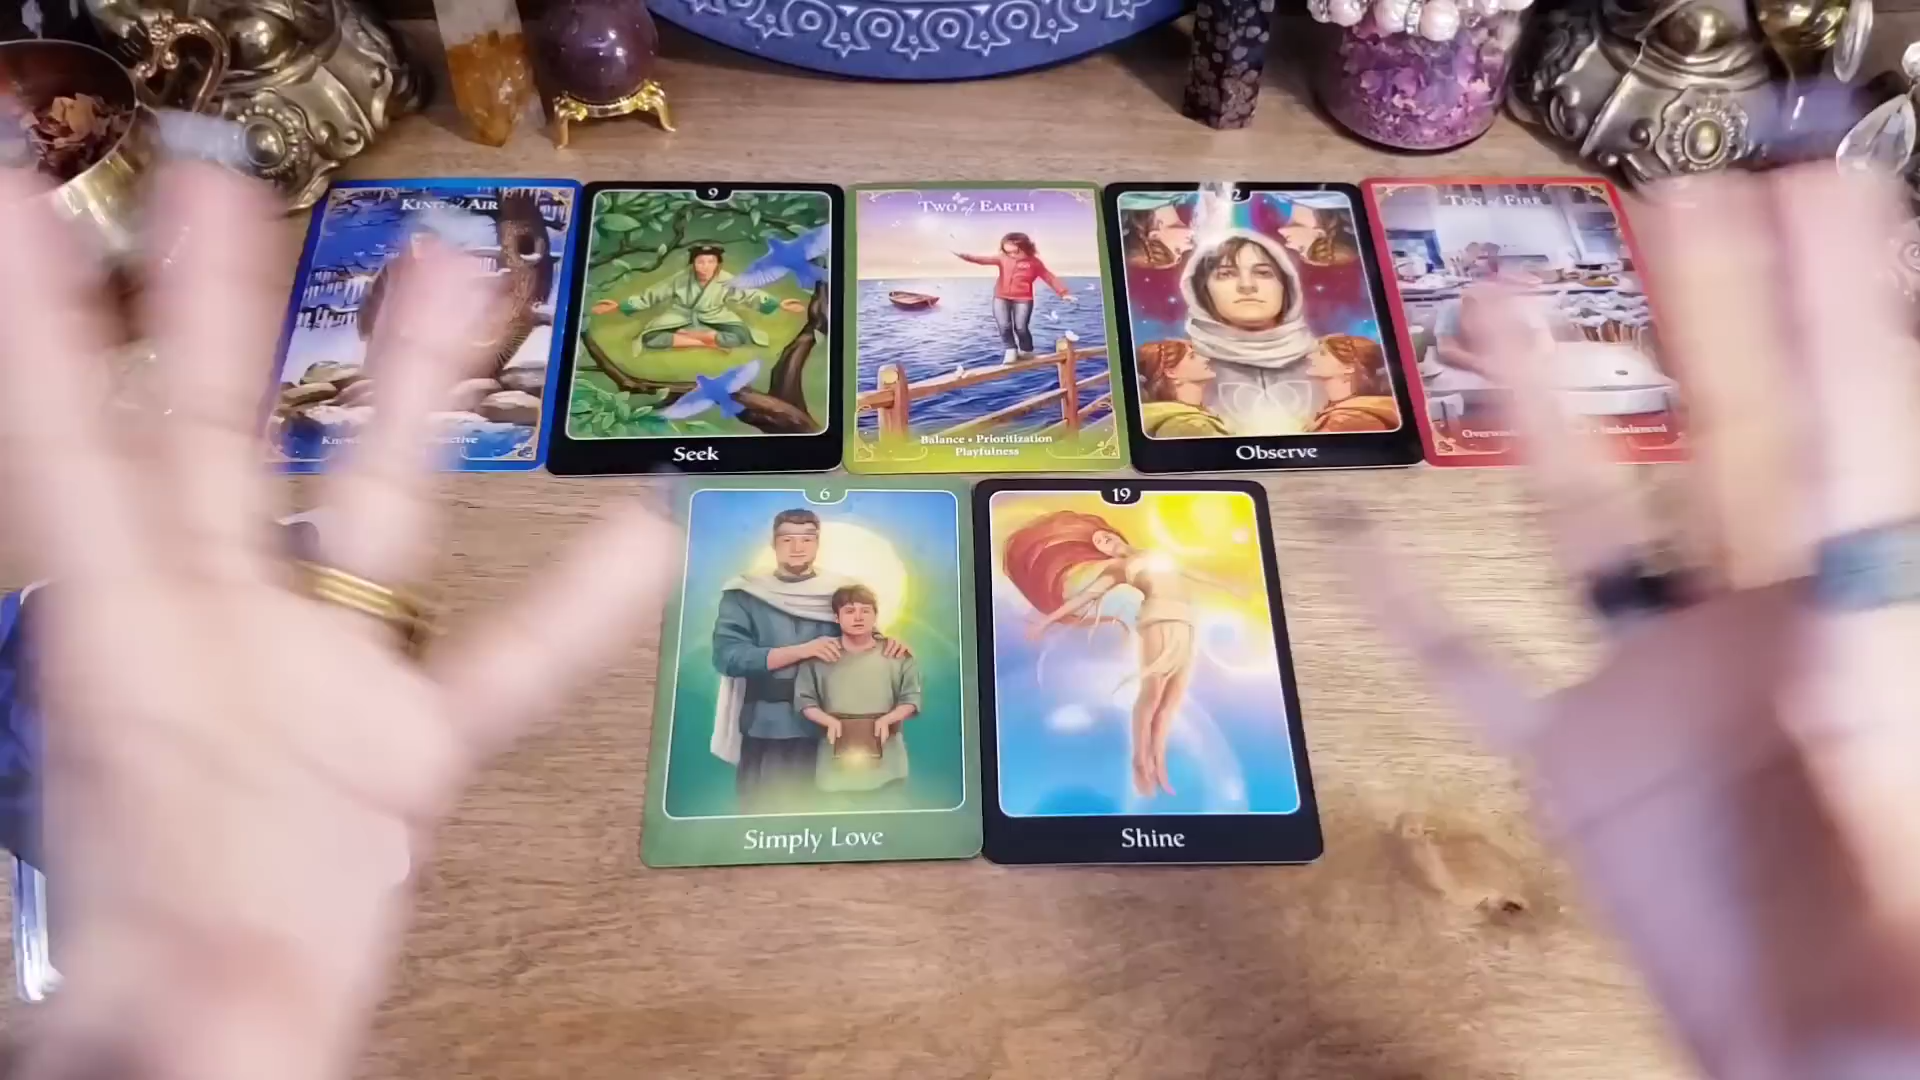 KING of AIR
9
TWO of EARTH
2
TEN of FIRE
Balance • Prioritization
Playfulness
Seek
Observe
6
19
Simply Love
Shine